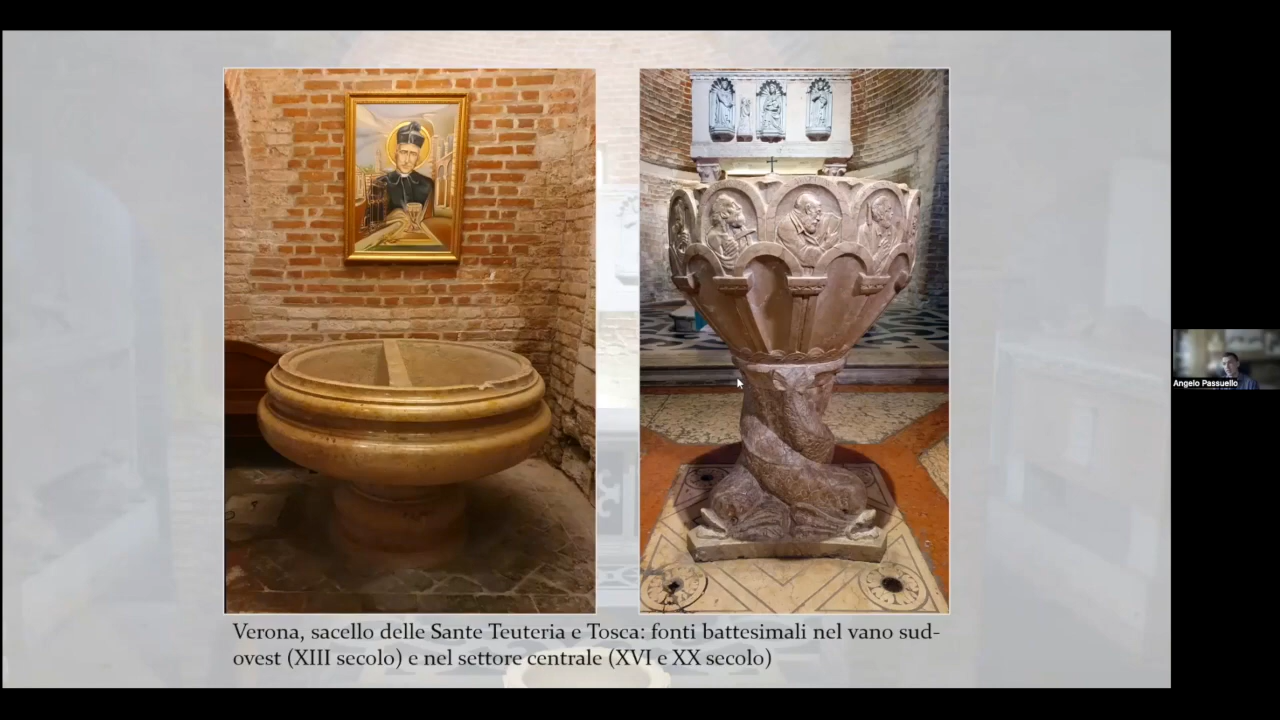 Verona, sacello delle Sante Teuteria e Tosca: fonti battesimali nel vano sud-
ovest (XIII secolo) e nel settore centrale (XVI e XX secolo)
Angelo Passuello